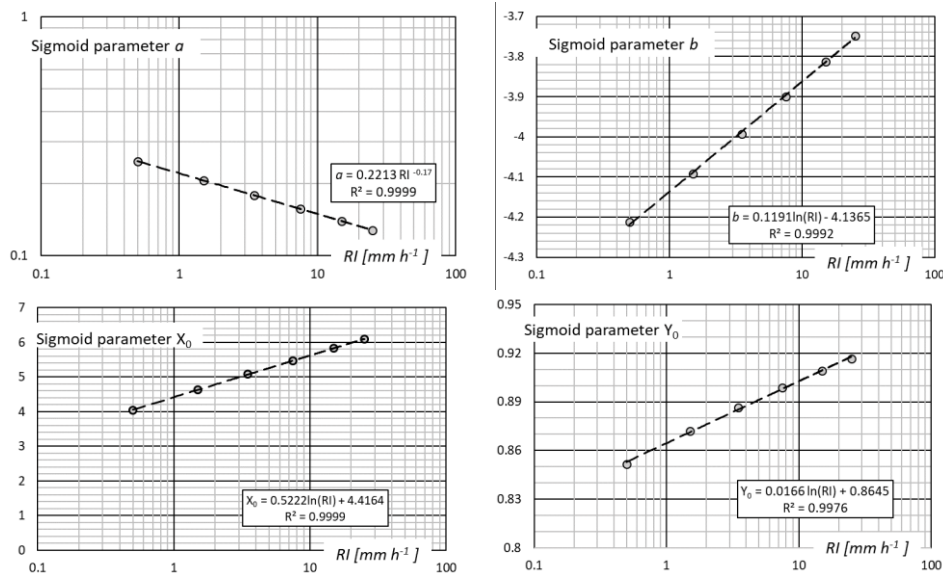 1
Sigmoid parameter a
a = 0.2213 RI ⁻⁰·¹⁷
R² = 0.9999
0.1
RI [mm h⁻¹ ]
0.1 1 10 100
-3.7
Sigmoid parameter b
-3.8
-3.9
-4
-4.1
-4.2
b = 0.1191ln(RI) - 4.1365
R² = 0.9992
-4.3
RI [mm h⁻¹ ]
0.1 1 10 100
7
Sigmoid parameter X₀
6
5
4
3
2
1
X₀ = 0.5222ln(RI) + 4.4164
R² = 0.9999
0
RI [mm h⁻¹ ]
0.1 1 10 100
0.95
Sigmoid parameter Y₀
0.92
0.89
0.86
0.83
Y₀ = 0.0166 ln(RI) + 0.8645
R² = 0.9976
0.8
RI [mm h⁻¹ ]
0.1 1 10 100